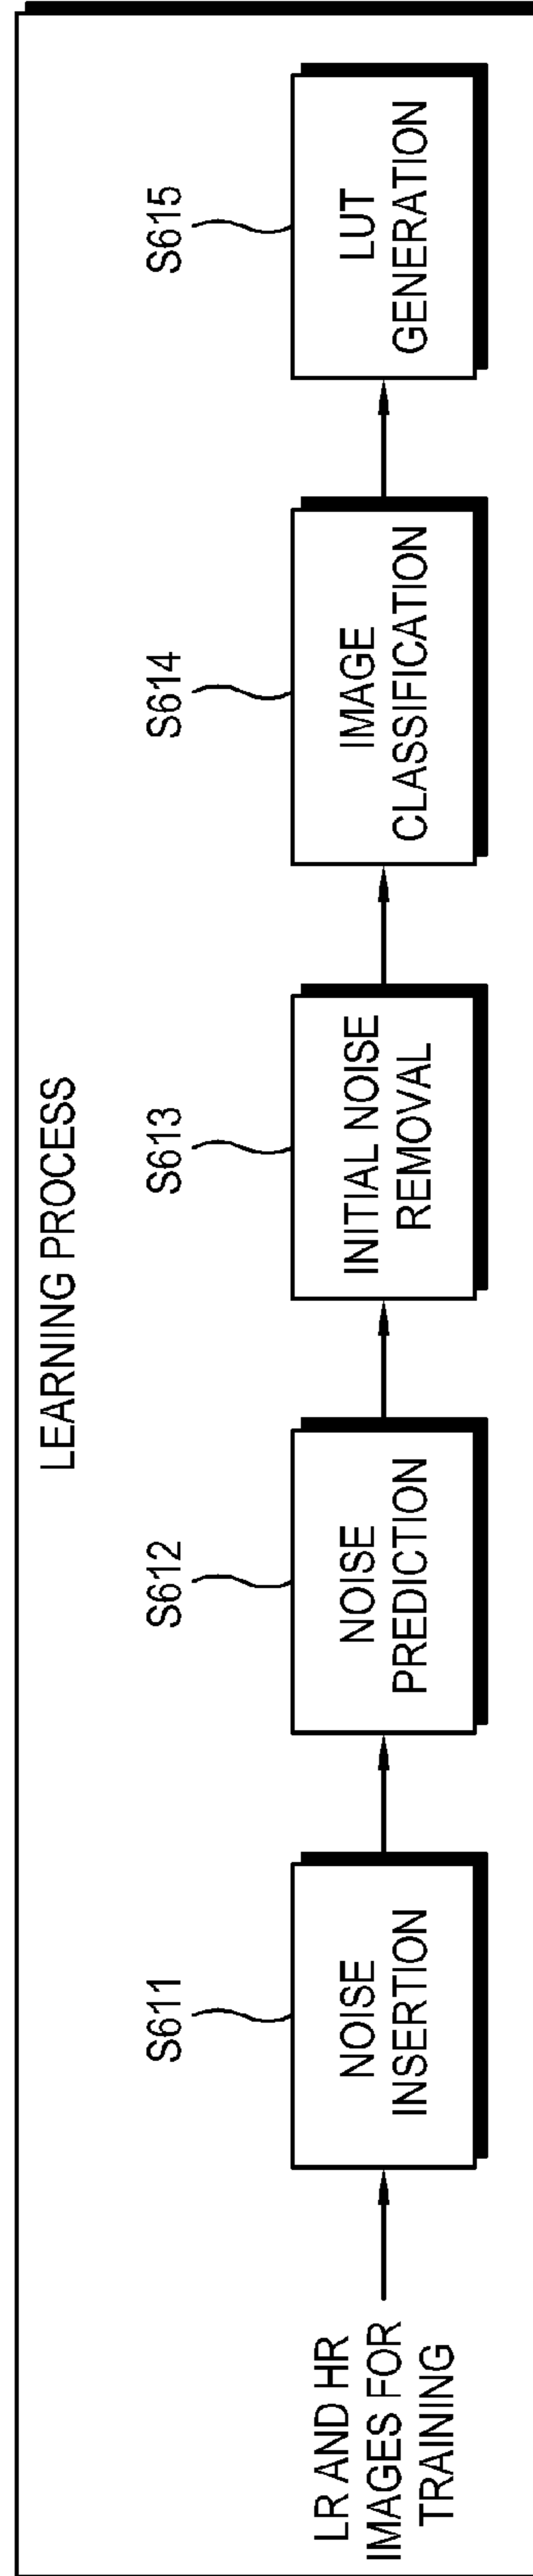 LEARNING PROCESS
LR AND HR
IMAGES FOR
TRAINING
S611
NOISE
INSERTION
S612
NOISE
PREDICTION
S613
INITIAL NOISE
REMOVAL
S614
IMAGE
CLASSIFICATION
S615
LUT
GENERATION